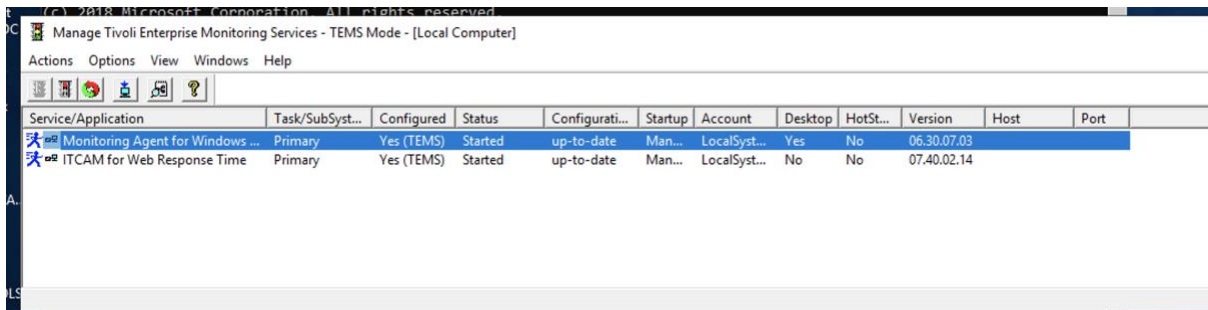 (c) 2018 Microsoft Corporation. All rights reserved.
Manage Tivoli Enterprise Monitoring Services - TEMS Mode - [Local Computer]
Actions Options View Windows Help
Service/Application Task/SubSyst... Configured Status Configurati... Startup Account Desktop HotSt... Version Host Port
Monitoring Agent for Windows ... Primary Yes (TEMS) Started up-to-date Man... LocalSyst... Yes No 06.30.07.03
ITCAM for Web Response Time Primary Yes (TEMS) Started up-to-date Man... LocalSyst... No No 07.40.02.14